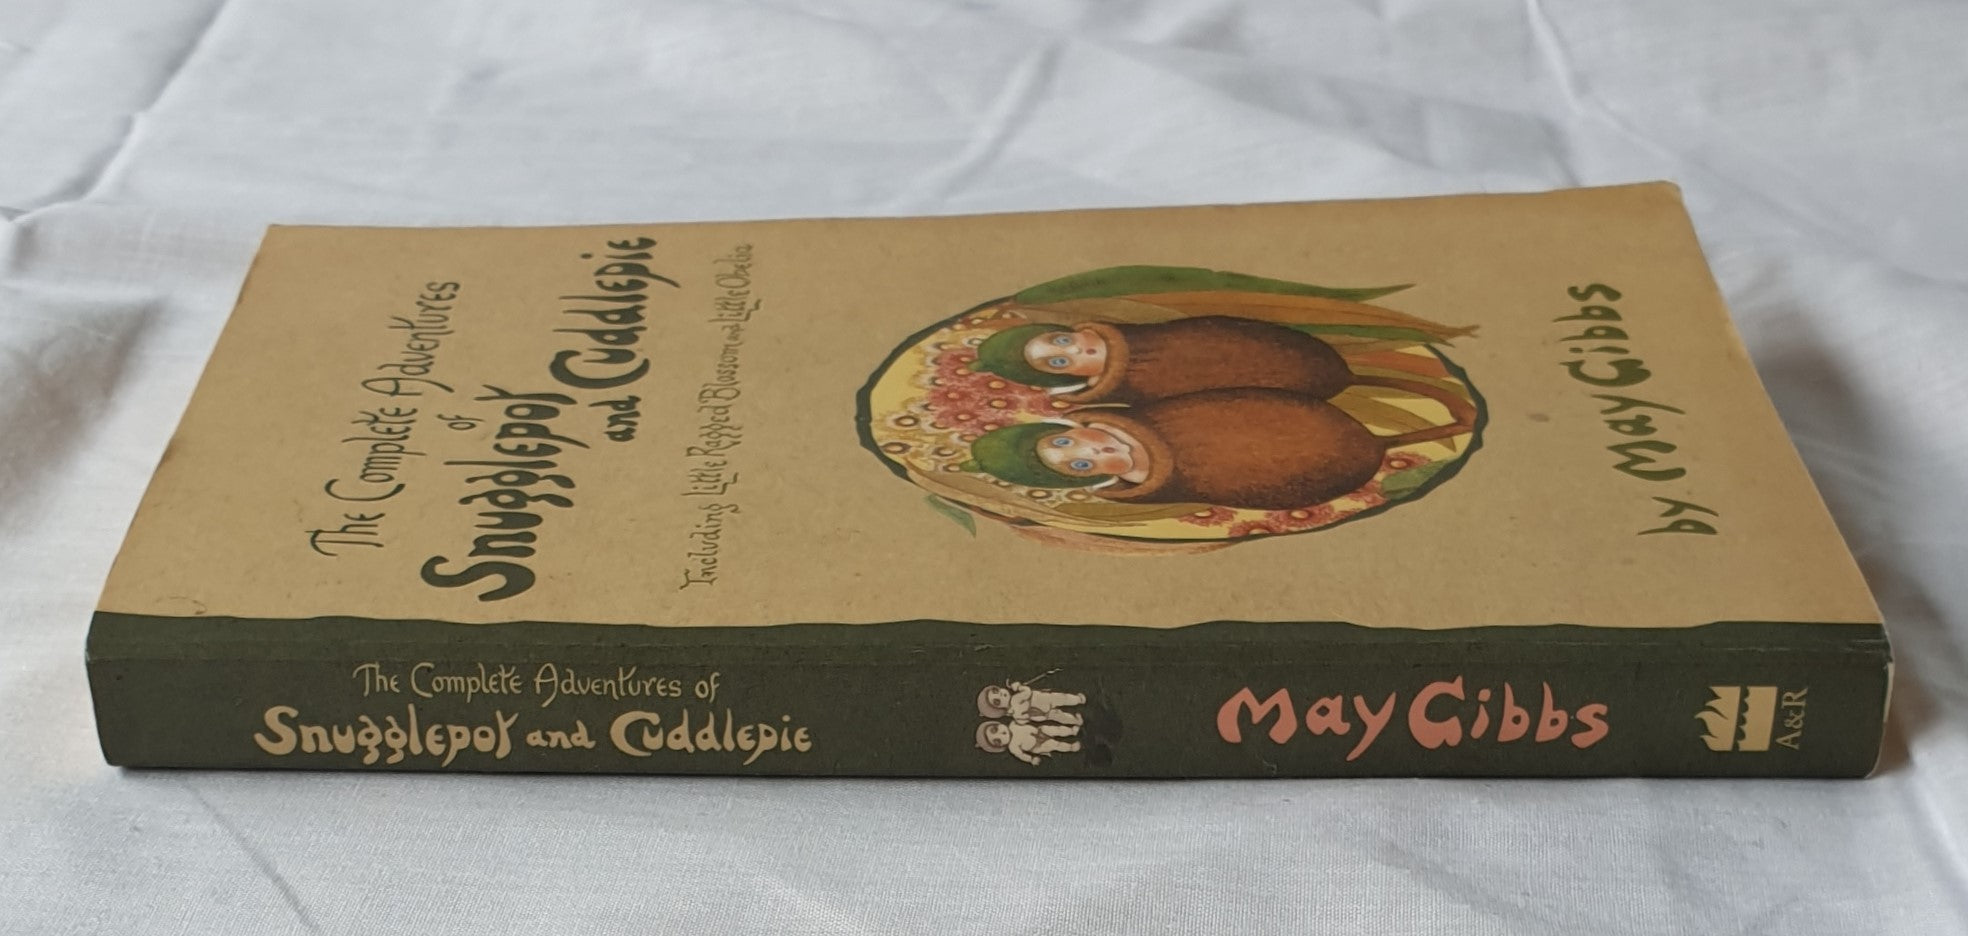 The Complete Adventures
of
Snugglepot
and Cuddlepie
Including Little Ragged Blossom and Little Obelia
by May Gibbs
The Complete Adventures of
Snugglepot and Cuddlepie
May Gibbs
A&R